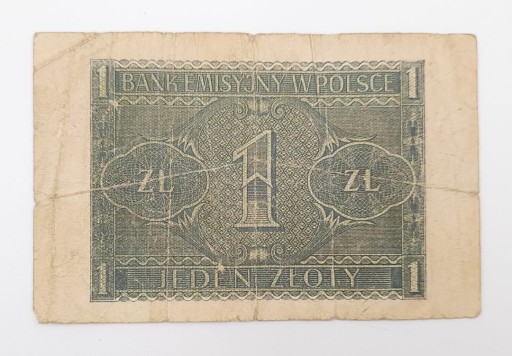 1 BANK EMISYJNY W POLSCE 1
ZŁ 1 ZŁ
1 JEDEN ZŁOTY 1